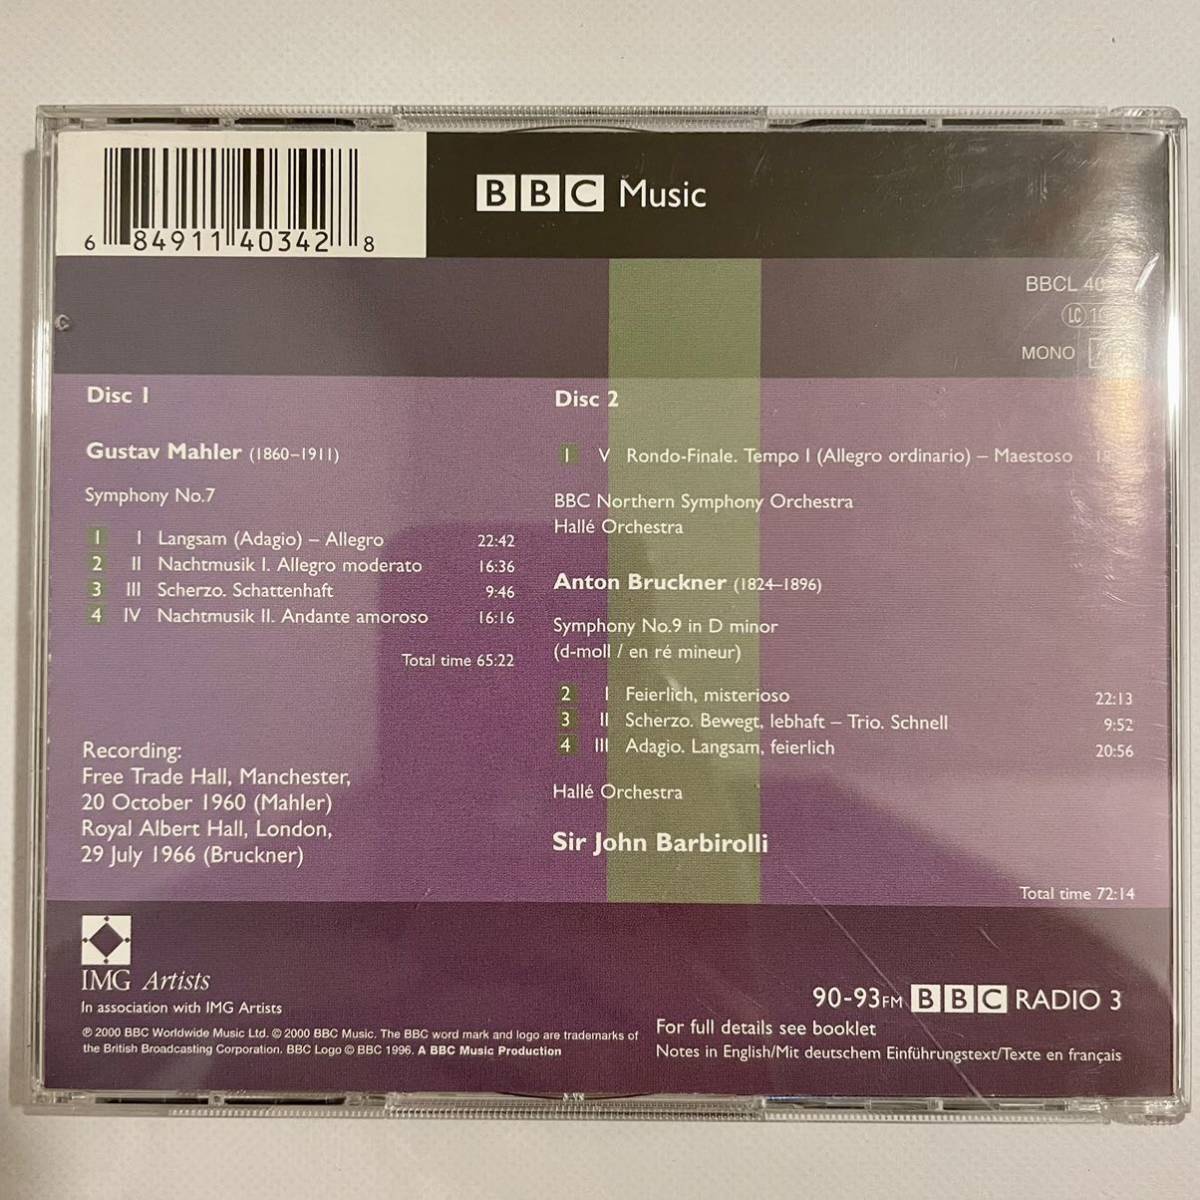 6 84911 40342 8
BBC Music
BBCL
LC
MONO
Disc 1
Gustav Mahler (1860–1911)
Symphony No.7
1 I Langsam (Adagio) – Allegro 22:42
2 II Nachtmusik I. Allegro moderato 16:36
3 III Scherzo. Schattenhaft 9:46
4 IV Nachtmusik II. Andante amoroso 16:16
Total time 65:22
Recording:
Free Trade Hall, Manchester,
20 October 1960 (Mahler)
Royal Albert Hall, London,
29 July 1966 (Bruckner)
Disc 2
1 V Rondo-Finale. Tempo I (Allegro ordinario) – Maestoso
BBC Northern Symphony Orchestra
Hallé Orchestra
Anton Bruckner (1824–1896)
Symphony No.9 in D minor
(d-moll / en ré mineur)
2 I Feierlich, misterioso 22:13
3 II Scherzo. Bewegt, lebhaft – Trio. Schnell 9:52
4 III Adagio. Langsam, feierlich 20:56
Hallé Orchestra
Sir John Barbirolli
Total time 72:14
IMG Artists
In association with IMG Artists
℗ 2000 BBC Worldwide Music Ltd. © 2000 BBC Music. The BBC word mark and logo are trademarks of
the British Broadcasting Corporation. BBC Logo © BBC 1996. A BBC Music Production
90-93FM BBC RADIO 3
For full details see booklet
Notes in English/Mit deutschem Einführungstext/Texte en français